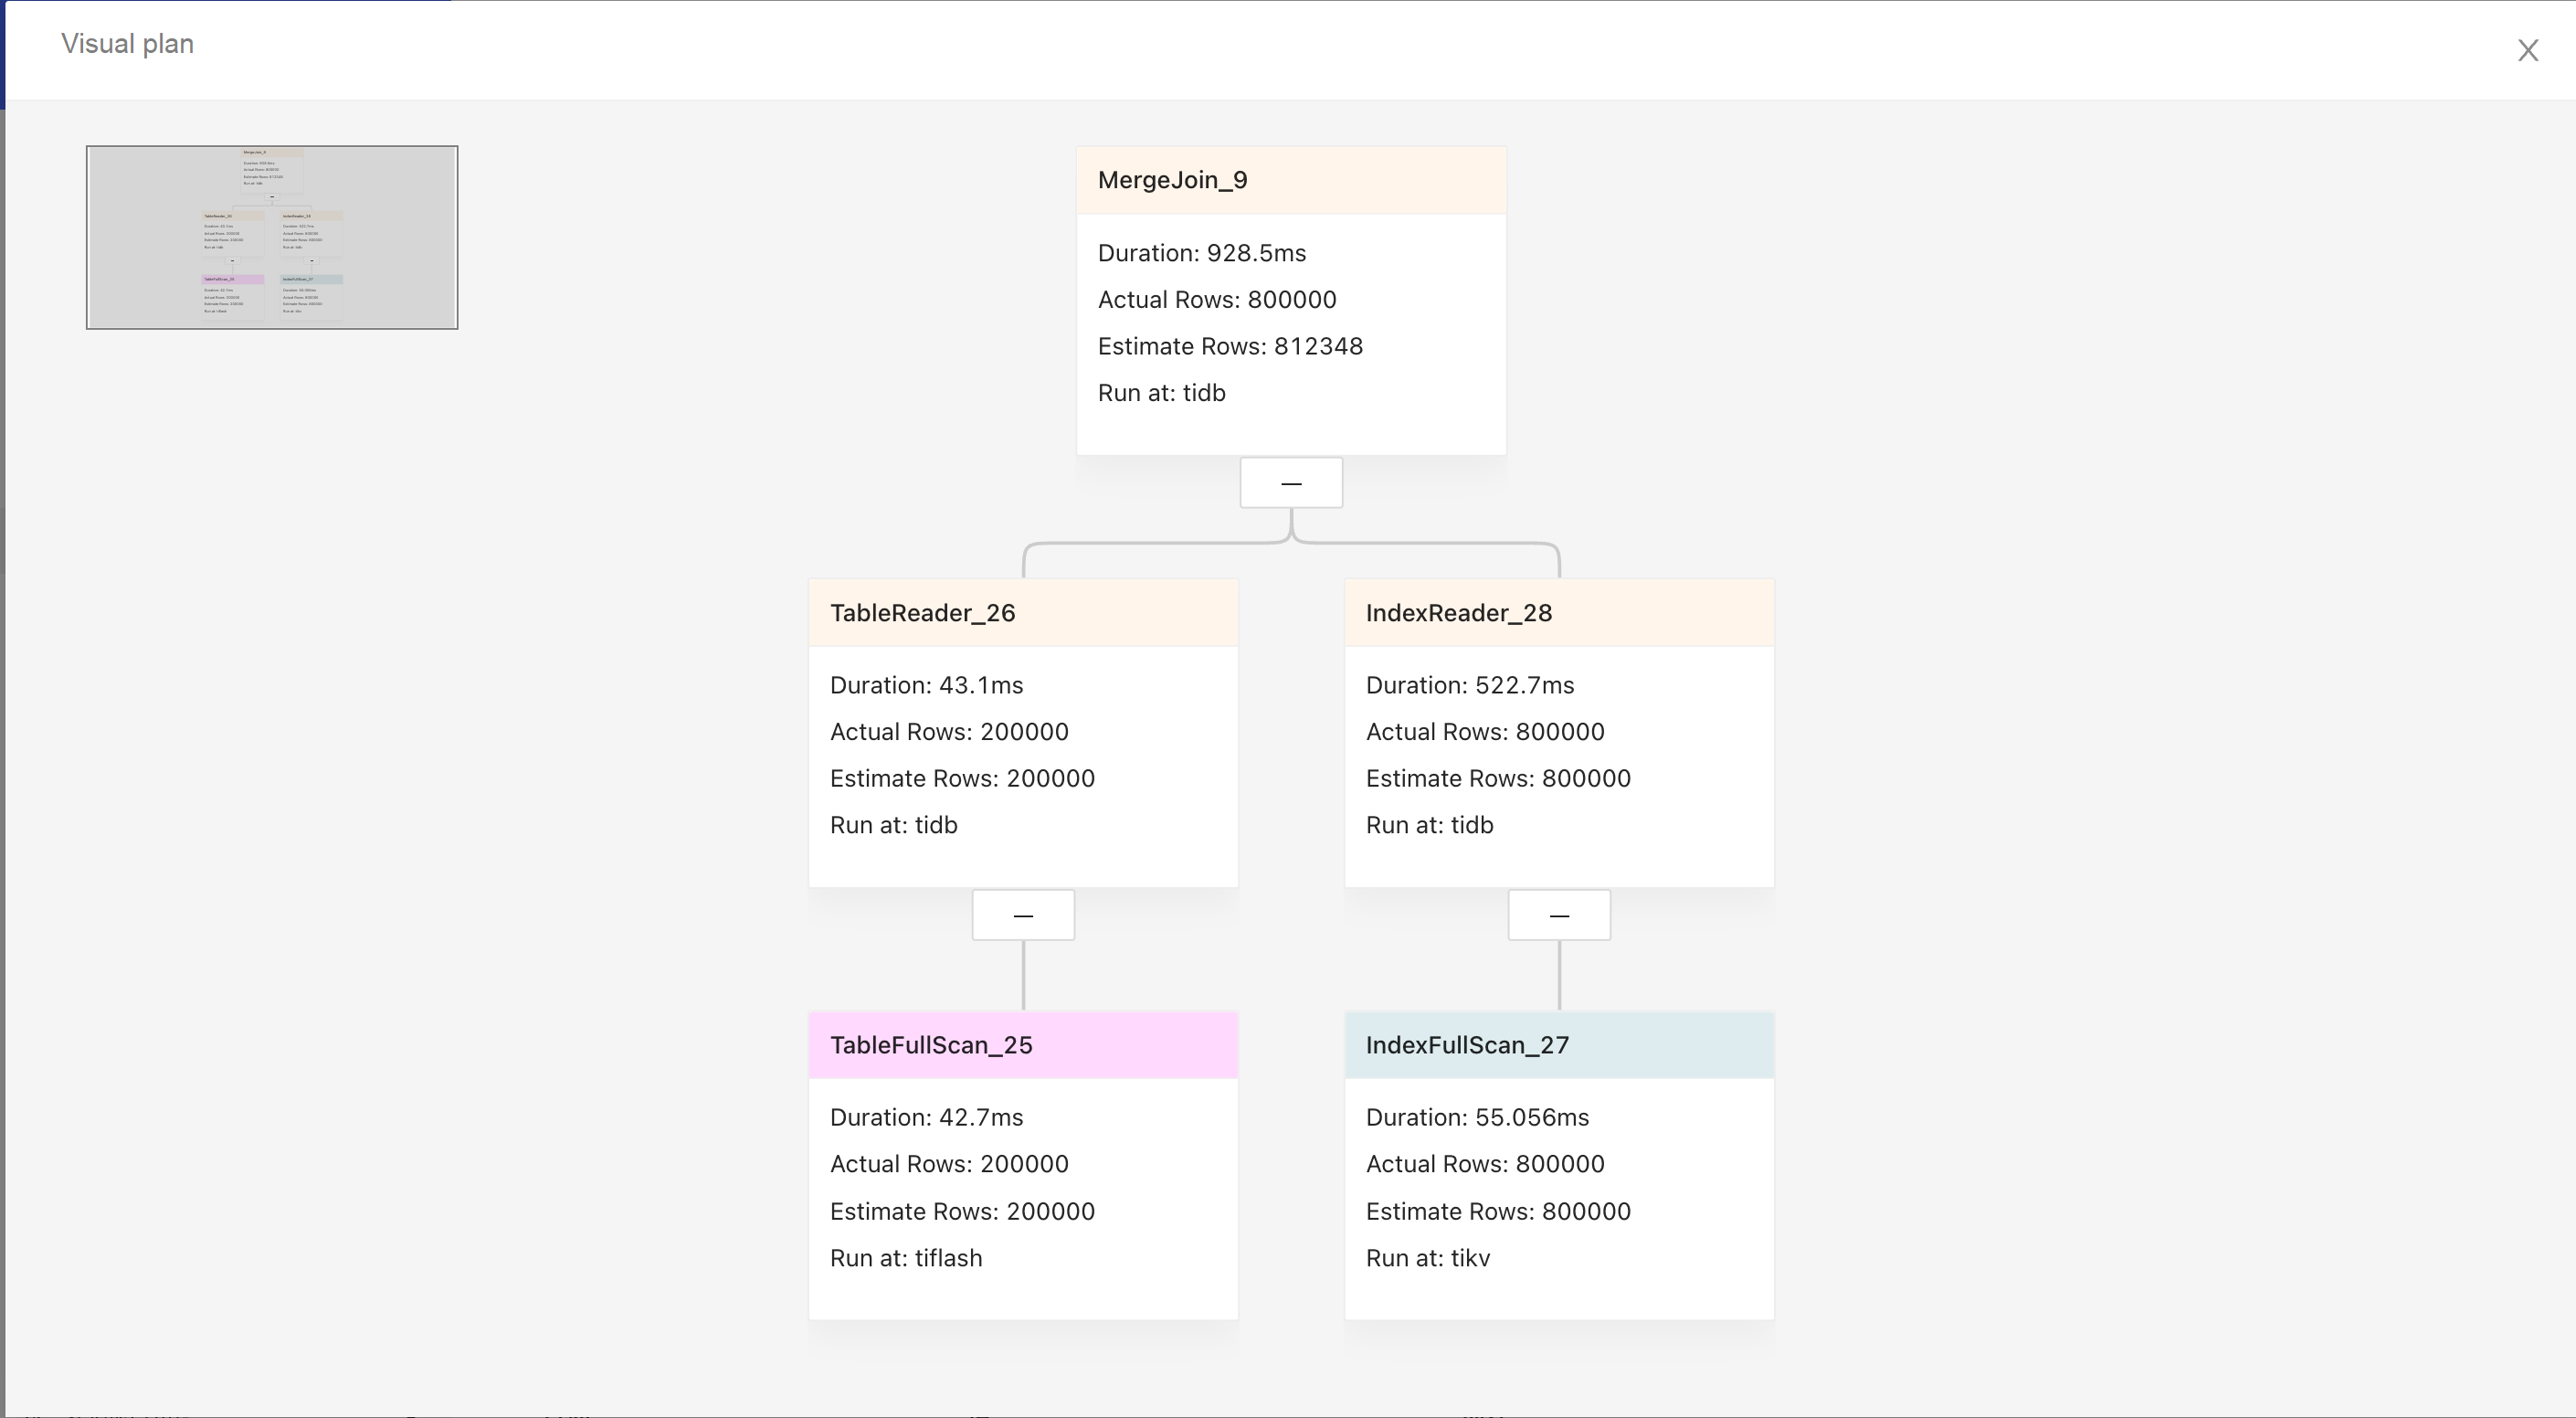 Visual plan
MergeJoin_9
Duration: 928.5ms
Actual Rows: 800000
Estimate Rows: 812348
Run at: tidb
TableReader_26
Duration: 43.1ms
Actual Rows: 200000
Estimate Rows: 200000
Run at: tidb
IndexReader_28
Duration: 522.7ms
Actual Rows: 800000
Estimate Rows: 800000
Run at: tidb
TableFullScan_25
Duration: 42.7ms
Actual Rows: 200000
Estimate Rows: 200000
Run at: tiflash
IndexFullScan_27
Duration: 55.056ms
Actual Rows: 800000
Estimate Rows: 800000
Run at: tikv